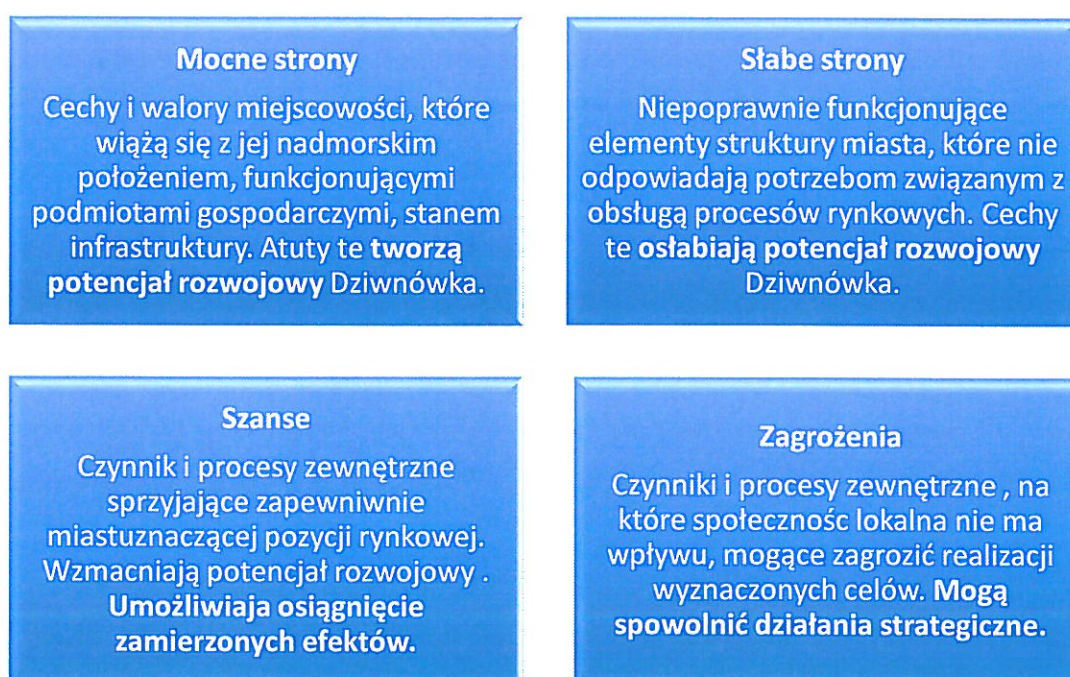 Mocne strony
Cechy i walory miejscowości, które
wiążą się z jej nadmorskim
położeniem, funkcjonującymi
podmiotami gospodarczymi, stanem
infrastruktury. Atuty te tworzą
potencjał rozwojowy Dziwnówka.
Słabe strony
Niepoprawnie funkcjonujące
elementy struktury miasta, które nie
odpowiadają potrzebom związanym z
obsługą procesów rynkowych. Cechy
te osłabiają potencjał rozwojowy
Dziwnówka.
Szanse
Czynnik i procesy zewnętrzne
sprzyjające zapewniwnie
miastuznaczącej pozycji rynkowej.
Wzmacniają potencjał rozwojowy .
Umożliwiaja osiągnięcie
zamierzonych efektów.
Zagrożenia
Czynniki i procesy zewnętrzne , na
które społecznośc lokalna nie ma
wpływu, mogące zagrozić realizacji
wyznaczonych celów. Mogą
spowolnić działania strategiczne.